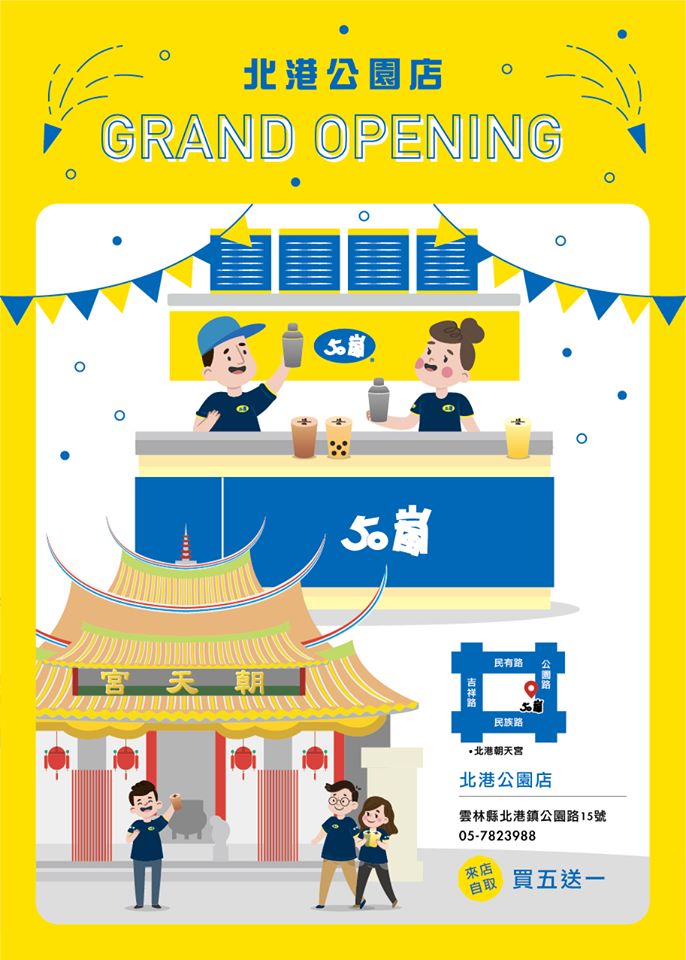 北港公園店
GRAND OPENING
50嵐
50嵐
宮天朝
民有路
公園路
吉祥路
50嵐
民族路
•北港朝天宮
北港公園店
雲林縣北港鎮公園路15號
05-7823988
來店
自取
買五送一